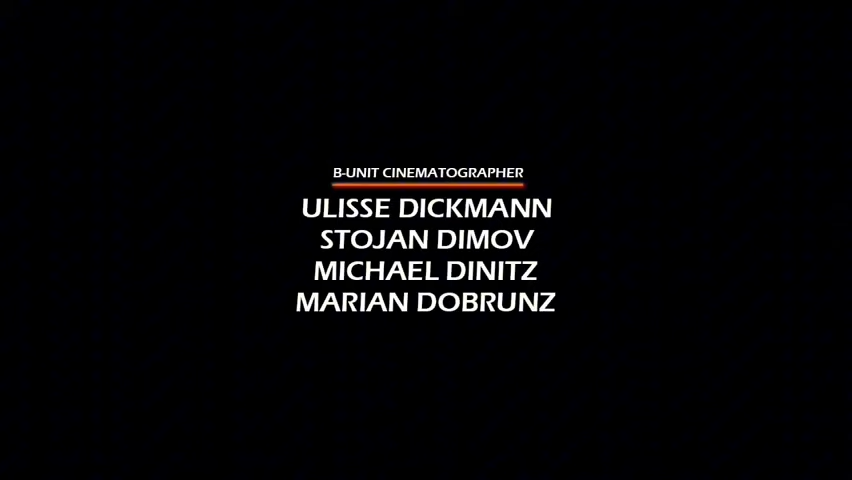 B-UNIT CINEMATOGRAPHER
ULISSE DICKMANN
STOJAN DIMOV
MICHAEL DINITZ
MARIAN DOBRUNZ